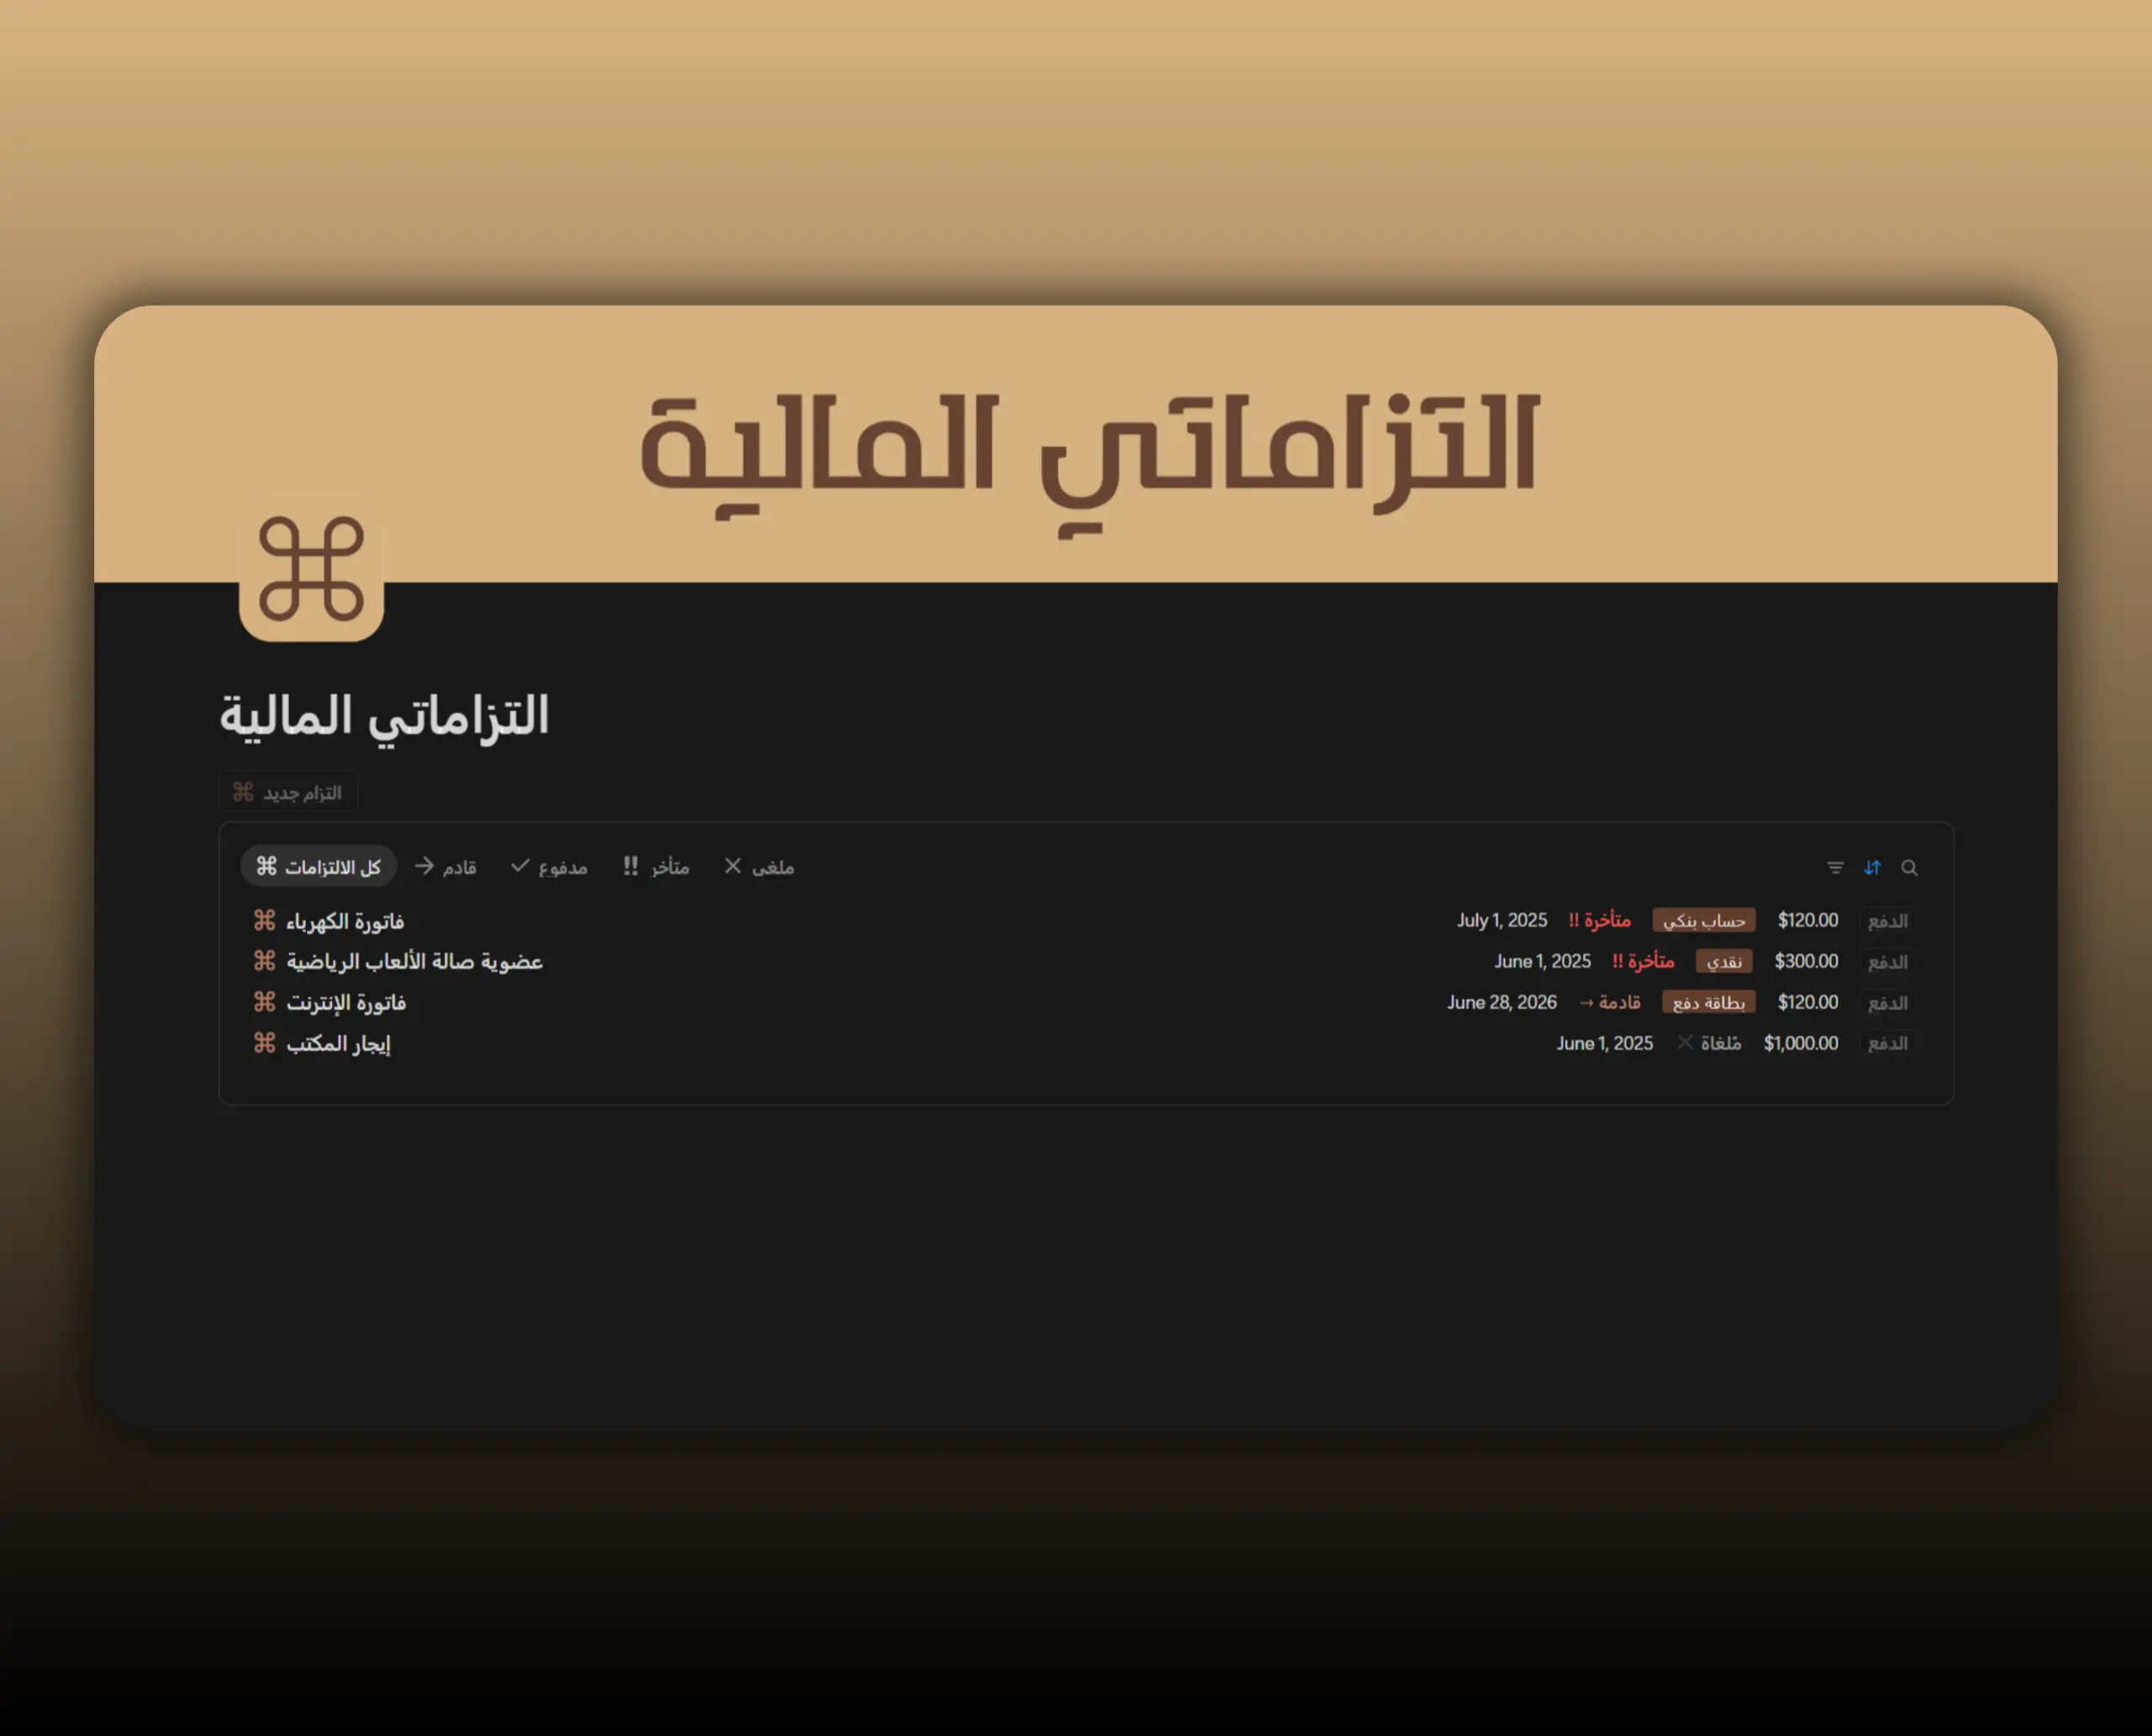 التزاماتي المالية
التزاماتي المالية
⌘ التزام جديد
⌘ كل الالتزامات → قادم ✓ مدفوع !! متأخر ✕ ملغى
⌘ فاتورة الكهرباء July 1, 2025 متأخرة !! حساب بنكي $120.00 الدفع
⌘ عضوية صالة الألعاب الرياضية June 1, 2025 متأخرة !! نقدي $300.00 الدفع
⌘ فاتورة الإنترنت June 28, 2026 قادمة → بطاقة دفع $120.00 الدفع
⌘ إيجار المكتب June 1, 2025 مُلغاة ✕ $1,000.00 الدفع